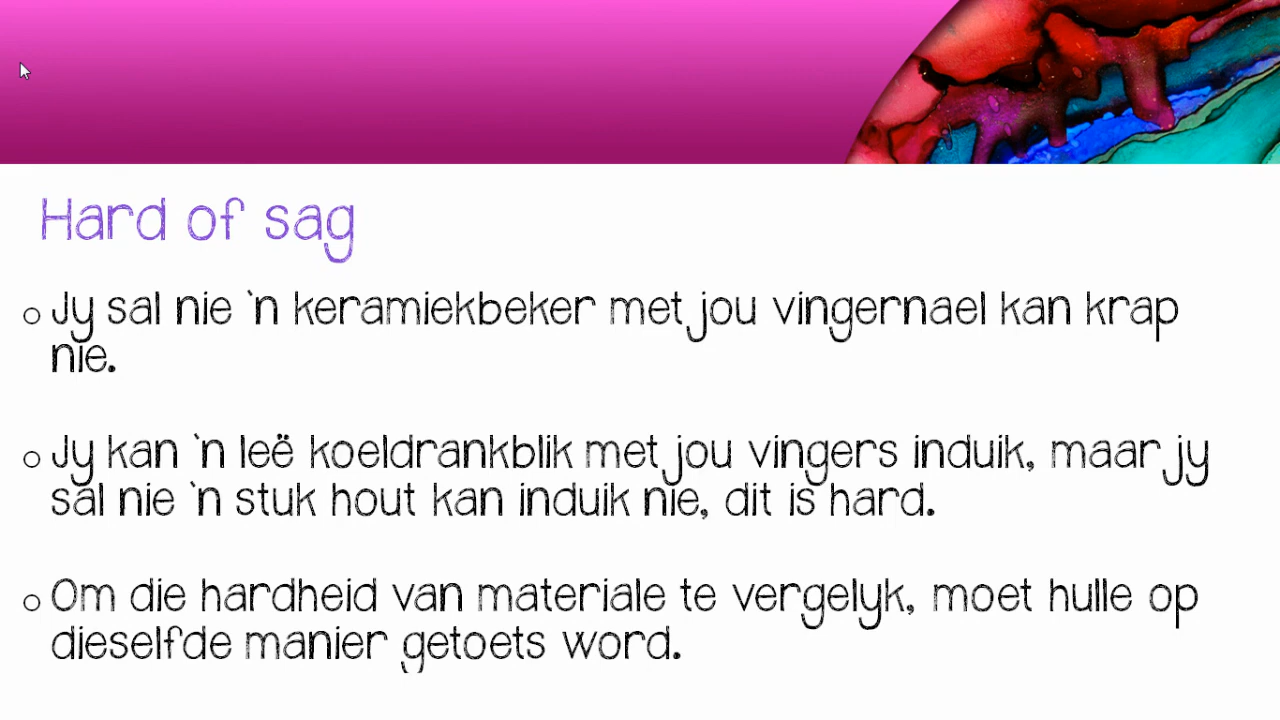 Hard of sag
o Jy sal nie 'n keramiekbeker met jou vingernael kan krap
nie.
o Jy kan 'n leë koeldrankblik met jou vingers induik, maar jy
sal nie 'n stuk hout kan induik nie, dit is hard.
o Om die hardheid van materiale te vergelyk, moet hulle op
dieselfde manier getoets word.